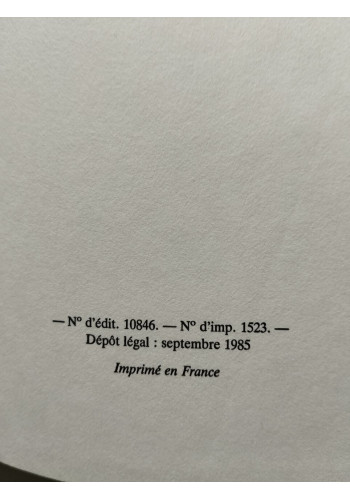 — Nº d'édit. 10846. — Nº d'imp. 1523. —
Dépôt légal : septembre 1985
Imprimé en France